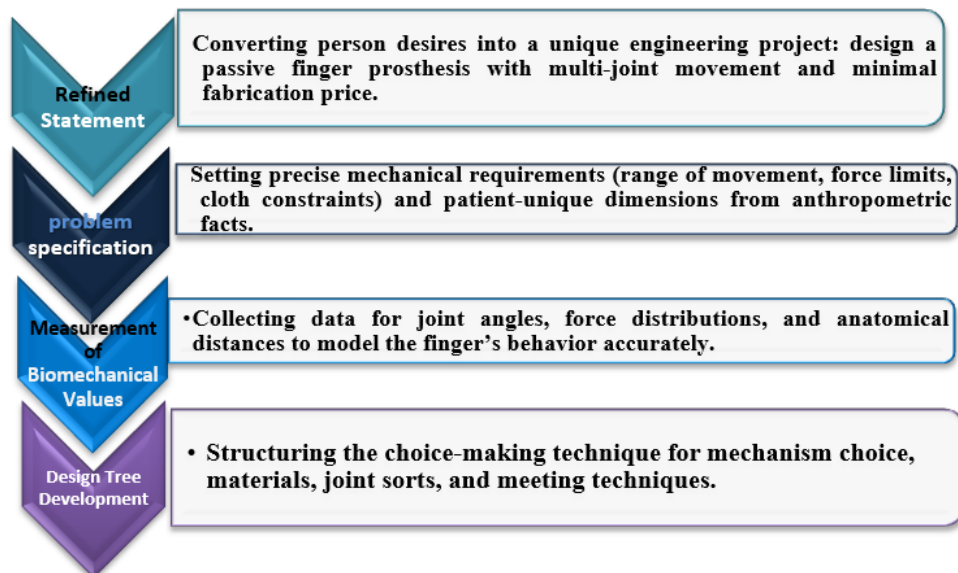 Refined
Statement
Converting person desires into a unique engineering project: design a
passive finger prosthesis with multi-joint movement and minimal
fabrication price.
problem
specification
Setting precise mechanical requirements (range of movement, force limits,
cloth constraints) and patient-unique dimensions from anthropometric
facts.
Measurement
of
Biomechanical
Values
•Collecting data for joint angles, force distributions, and anatomical
distances to model the finger's behavior accurately.
Design Tree
Development
• Structuring the choice-making technique for mechanism choice,
materials, joint sorts, and meeting techniques.